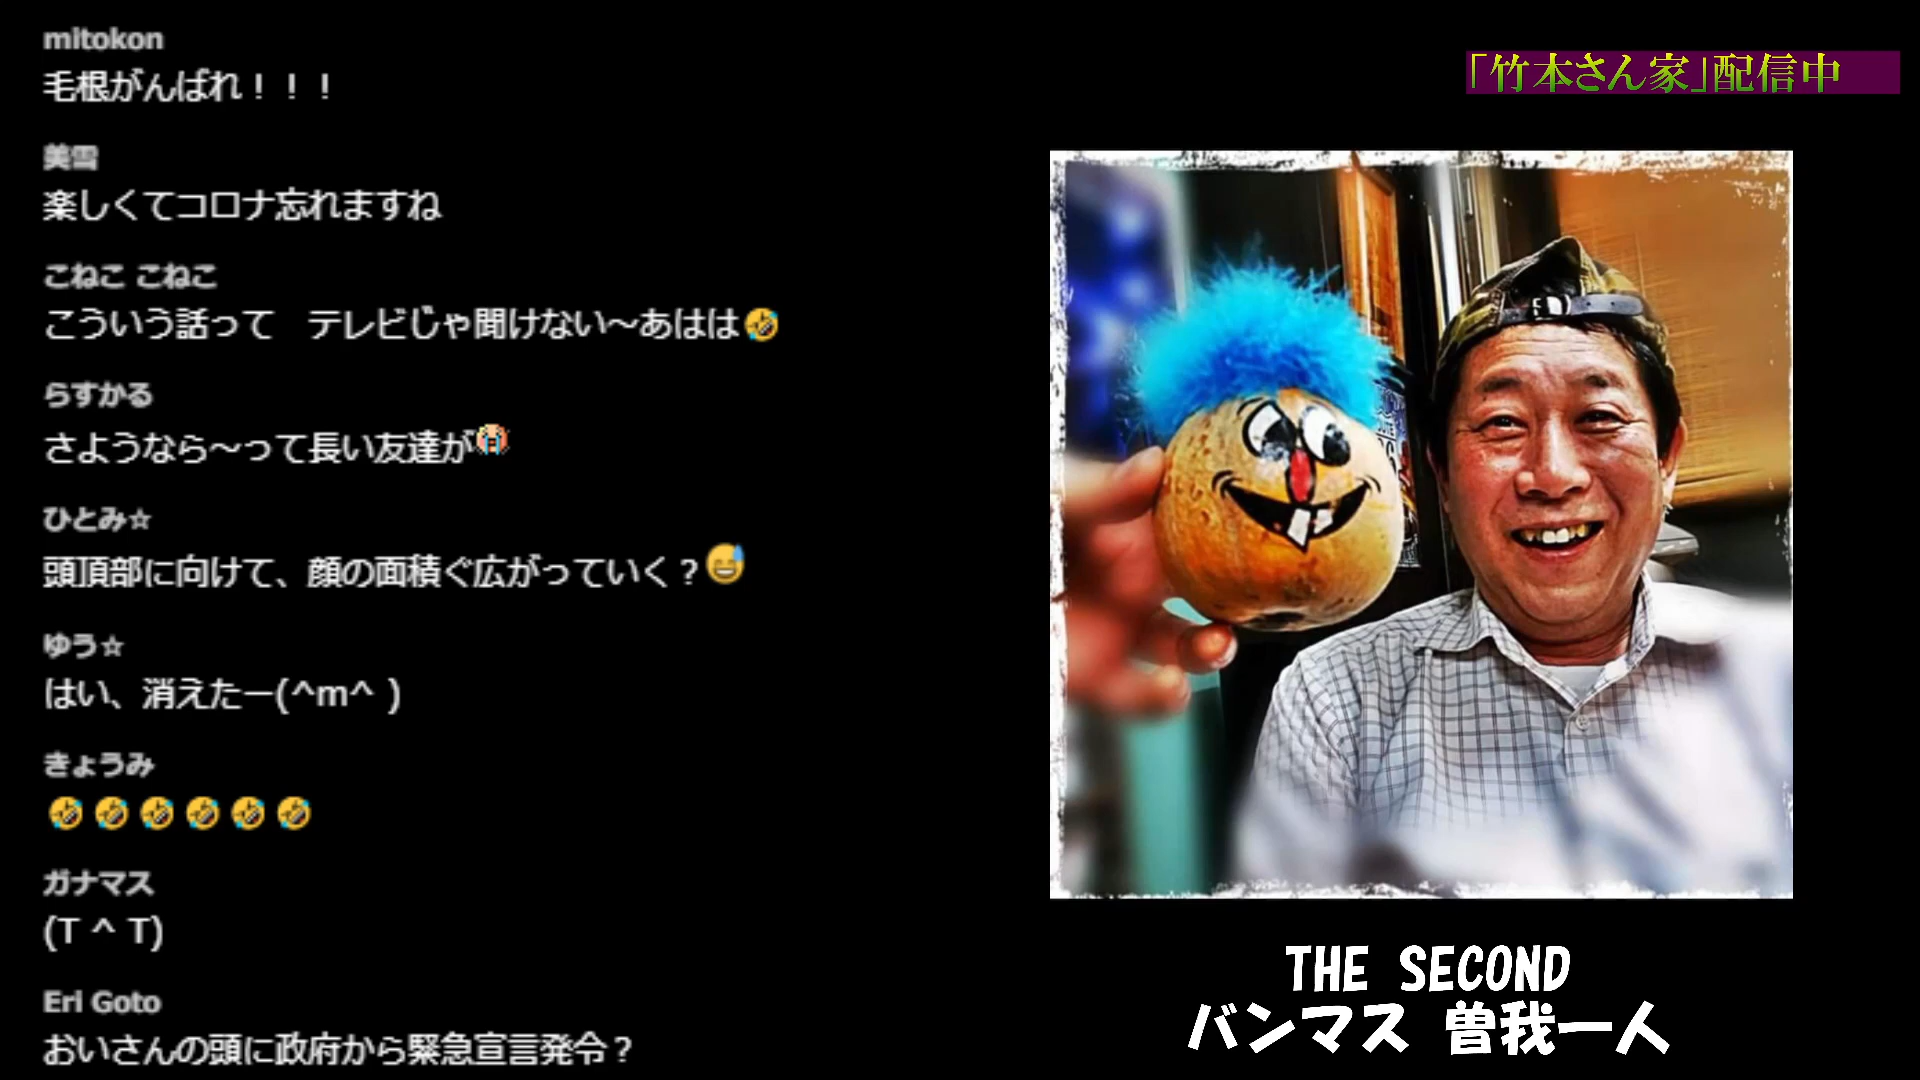 mitokon
毛根がんばれ！！！
美雪
楽しくてコロナ忘れますね
こねこ こねこ
こういう話って　テレビじゃ聞けない～あはは🤣
らすかる
さようなら～って長い友達が😭
ひとみ☆
頭頂部に向けて、顔の面積ぐ広がっていく？😅
ゆう☆
はい、消えたー(^m^ )
きょうみ
🤣🤣🤣🤣🤣🤣
ガナマス
(T ^ T)
Eri Goto
おいさんの頭に政府から緊急宣言発令？
「竹本さん家」配信中
THE SECOND
バンマス 曽我一人